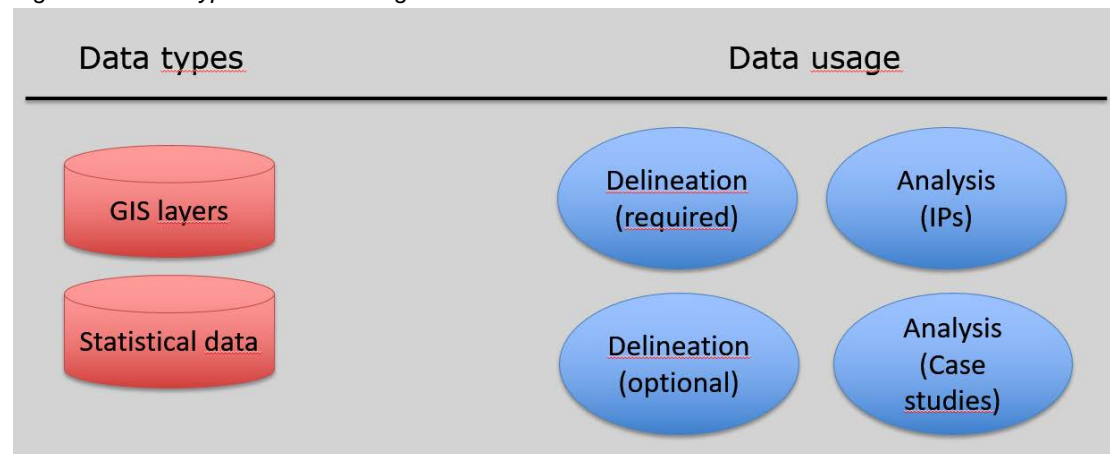 Data types
Data usage
GIS layers
Statistical data
Delineation
(required)
Analysis
(IPs)
Delineation
(optional)
Analysis
(Case
studies)